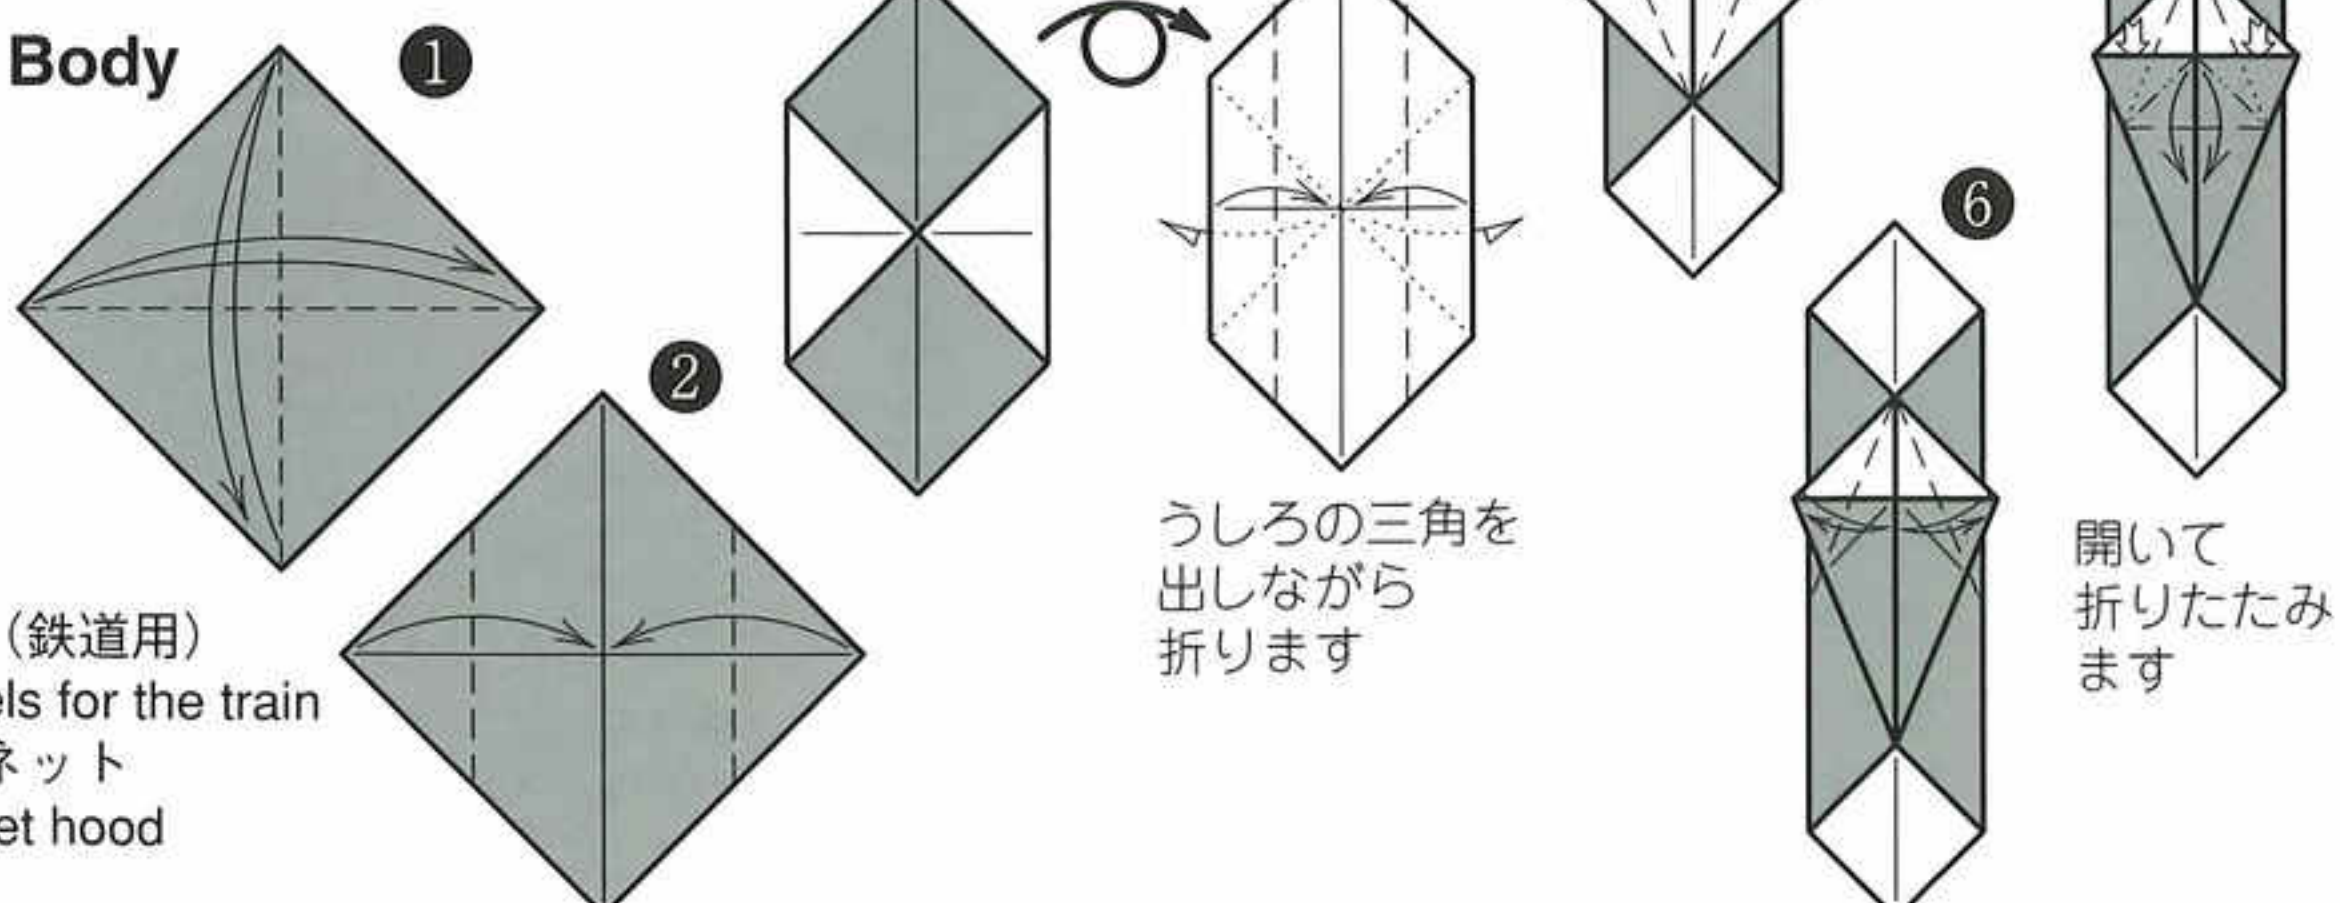 Body
1
2
（鉄道用）
els for the train
ネット
et hood
うしろの三角を
出しながら
折ります
6
開いて
折りたたみ
ます